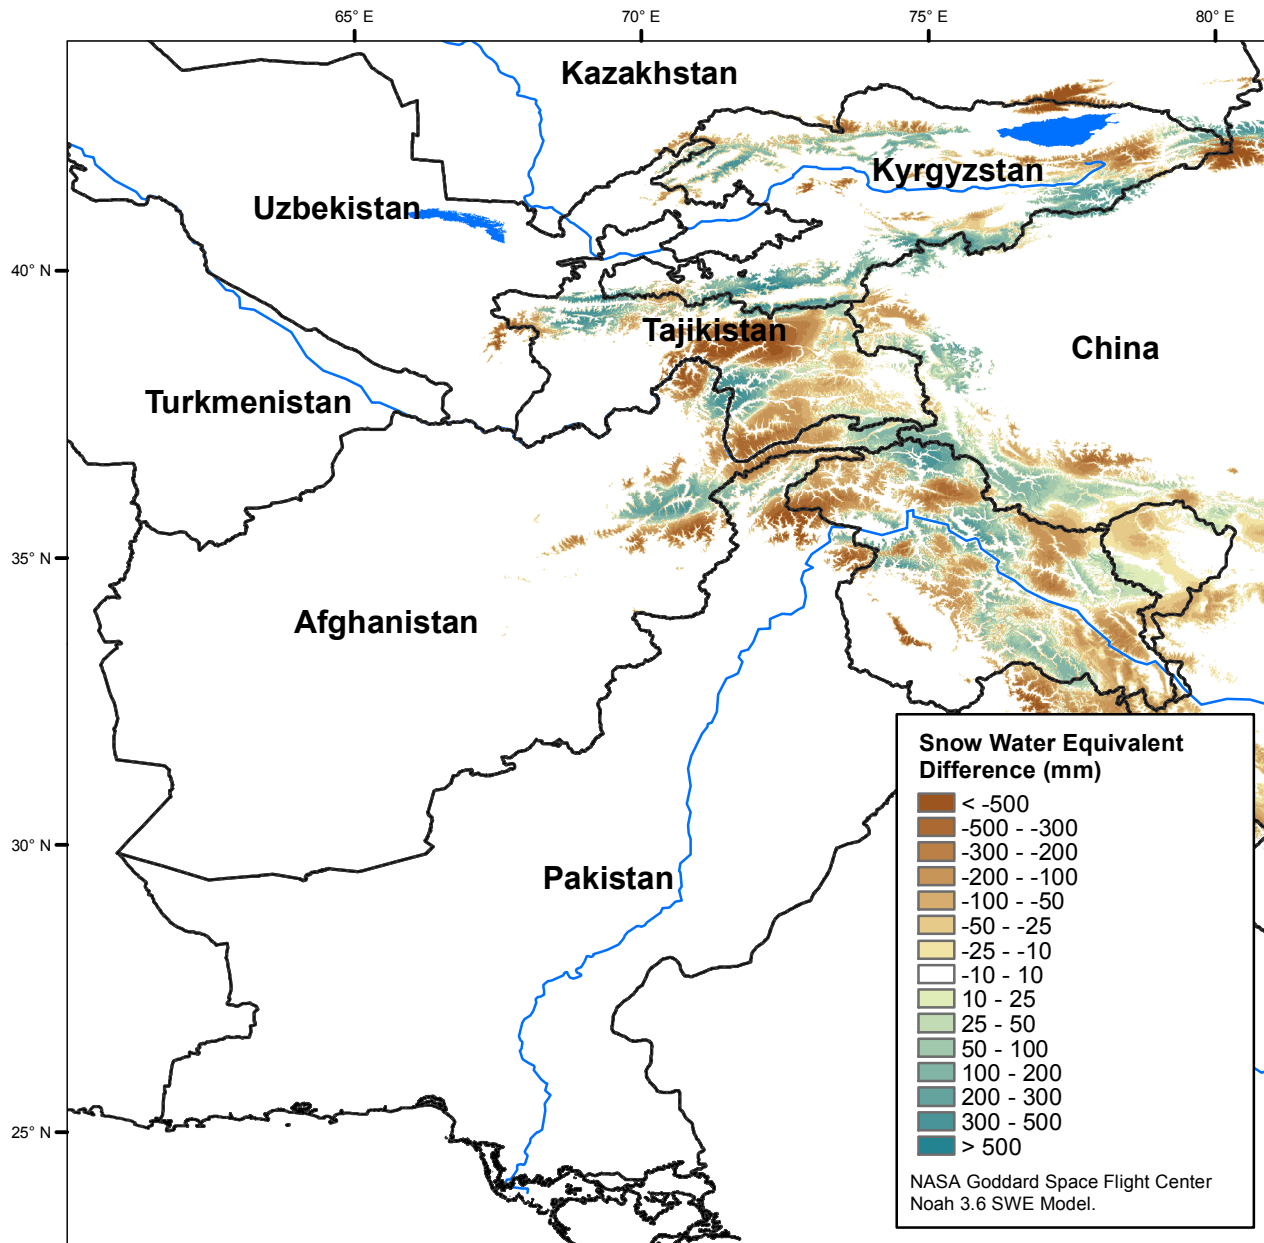 65° E
70° E
75° E
80° E
Kazakhstan
Kyrgyzstan
Uzbekistan
40° N
Tajikistan
China
Turkmenistan
35° N
Afghanistan
Snow Water Equivalent
Difference (mm)
< -500
-500 - -300
-300 - -200
-200 - -100
-100 - -50
-50 - -25
-25 - -10
-10 - 10
10 - 25
25 - 50
50 - 100
100 - 200
200 - 300
300 - 500
> 500
NASA Goddard Space Flight Center
Noah 3.6 SWE Model.
30° N
Pakistan
25° N